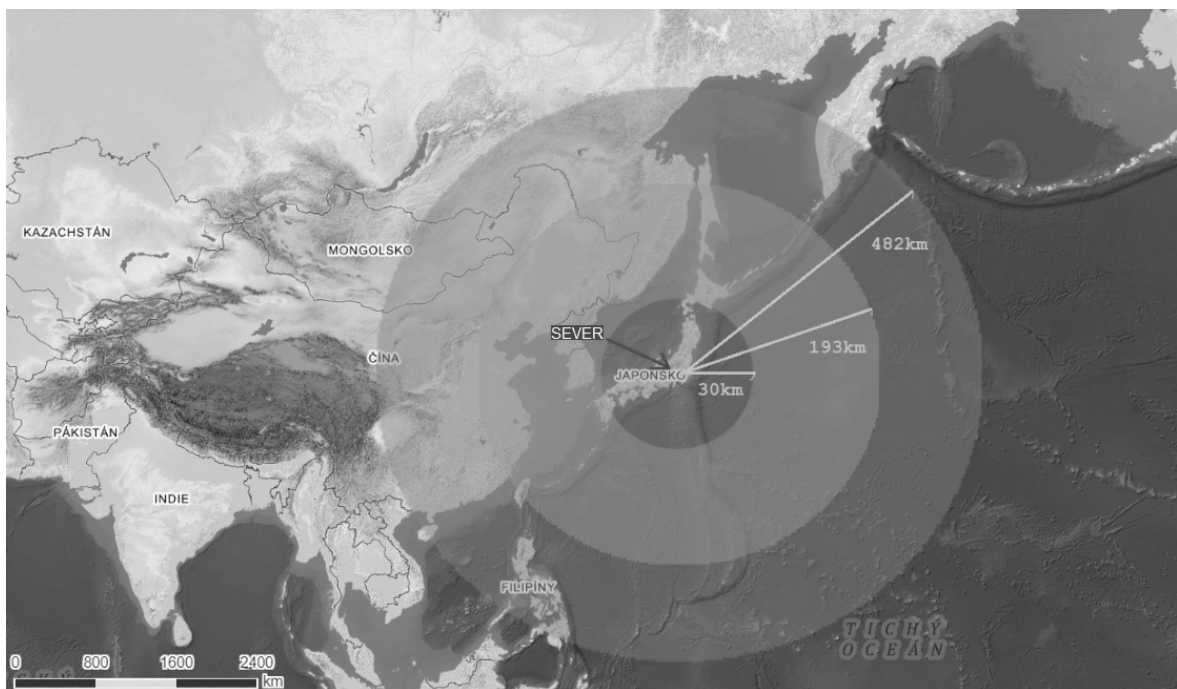 KAZACHSTÁN
MONGOLSKO
482km
SEVER
193km
ČÍNA
JAPONSKO
30km
PÁKISTÁN
INDIE
FILIPÍNY
TICHÝ
OCEÁN
0 800 1600 2400
km